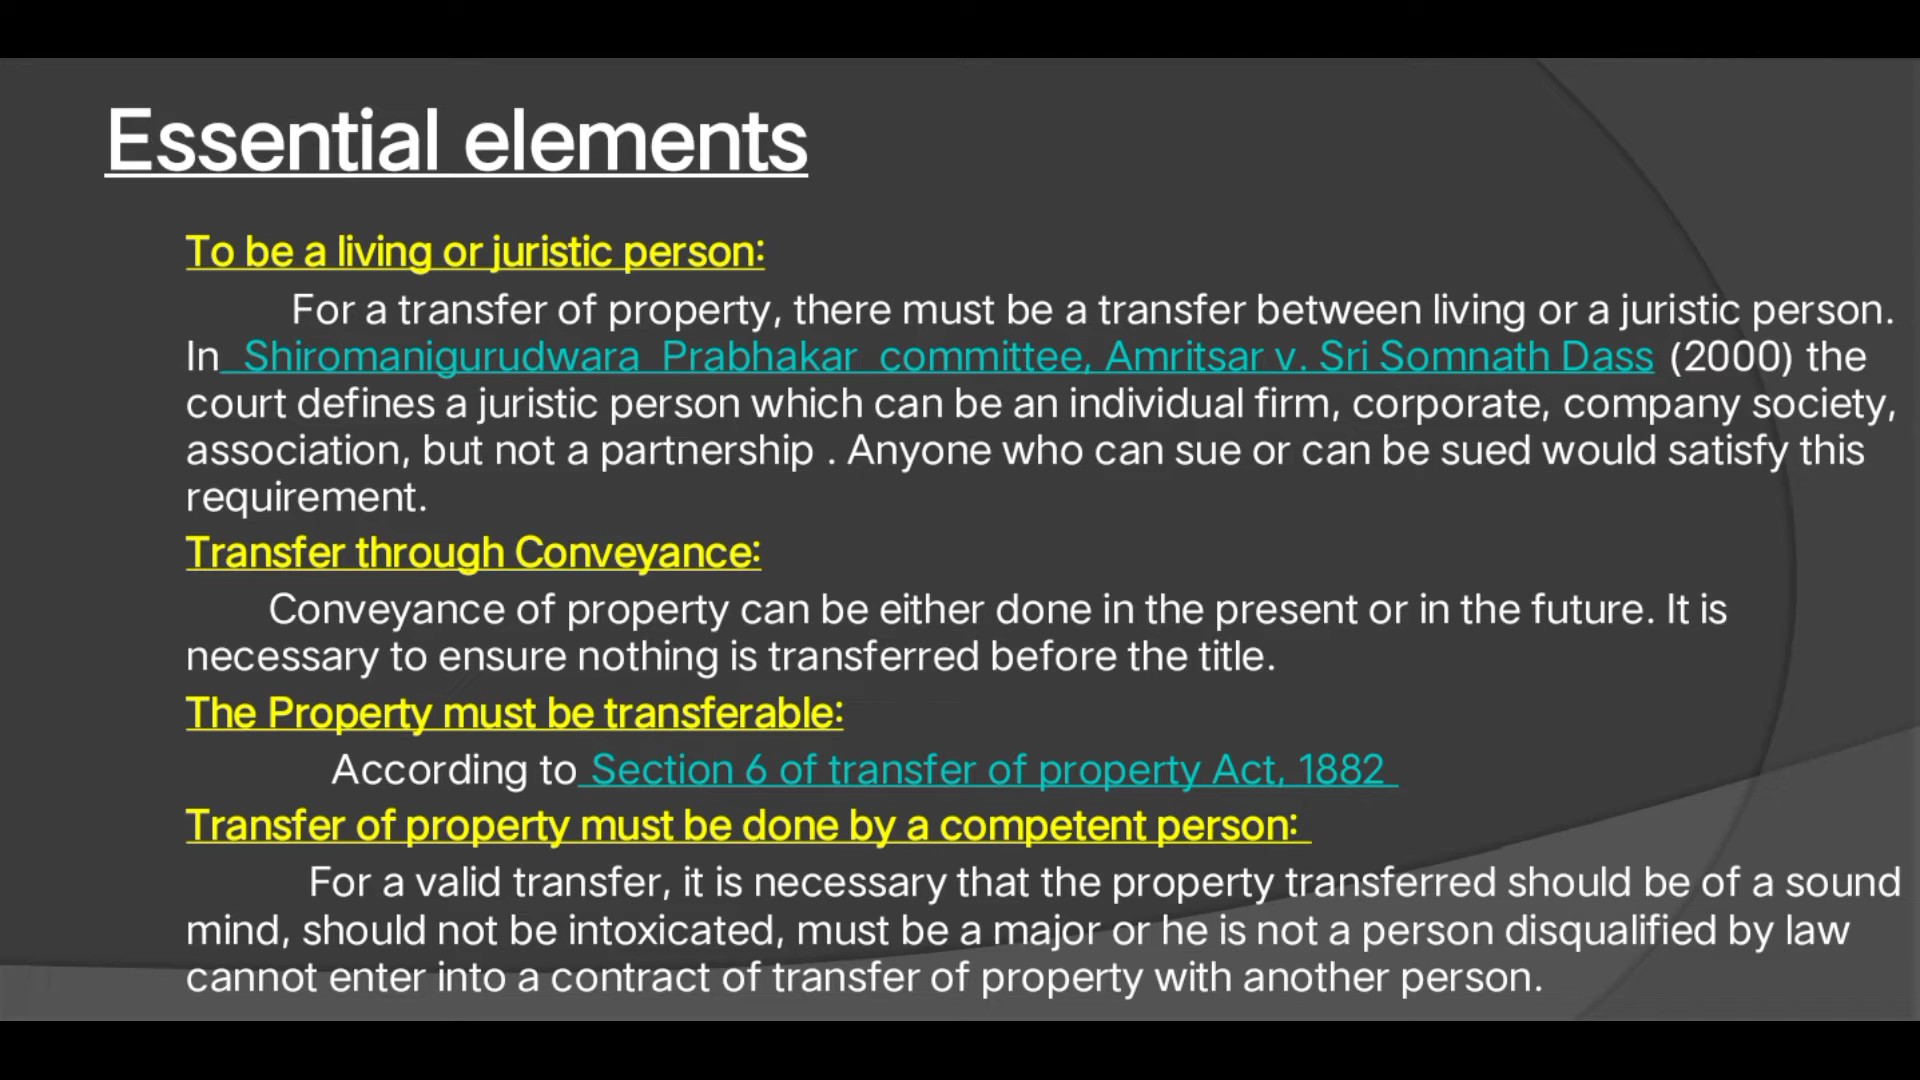 Essential elements
To be a living or juristic person:
For a transfer of property, there must be a transfer between living or a juristic person.
In Shiromanigurudwara Prabhakar committee, Amritsar v. Sri Somnath Dass (2000) the
court defines a juristic person which can be an individual firm, corporate, company society,
association, but not a partnership . Anyone who can sue or can be sued would satisfy this
requirement.
Transfer through Conveyance:
Conveyance of property can be either done in the present or in the future. It is
necessary to ensure nothing is transferred before the title.
The Property must be transferable:
According to Section 6 of transfer of property Act, 1882
Transfer of property must be done by a competent person:
For a valid transfer, it is necessary that the property transferred should be of a sound
mind, should not be intoxicated, must be a major or he is not a person disqualified by law
cannot enter into a contract of transfer of property with another person.